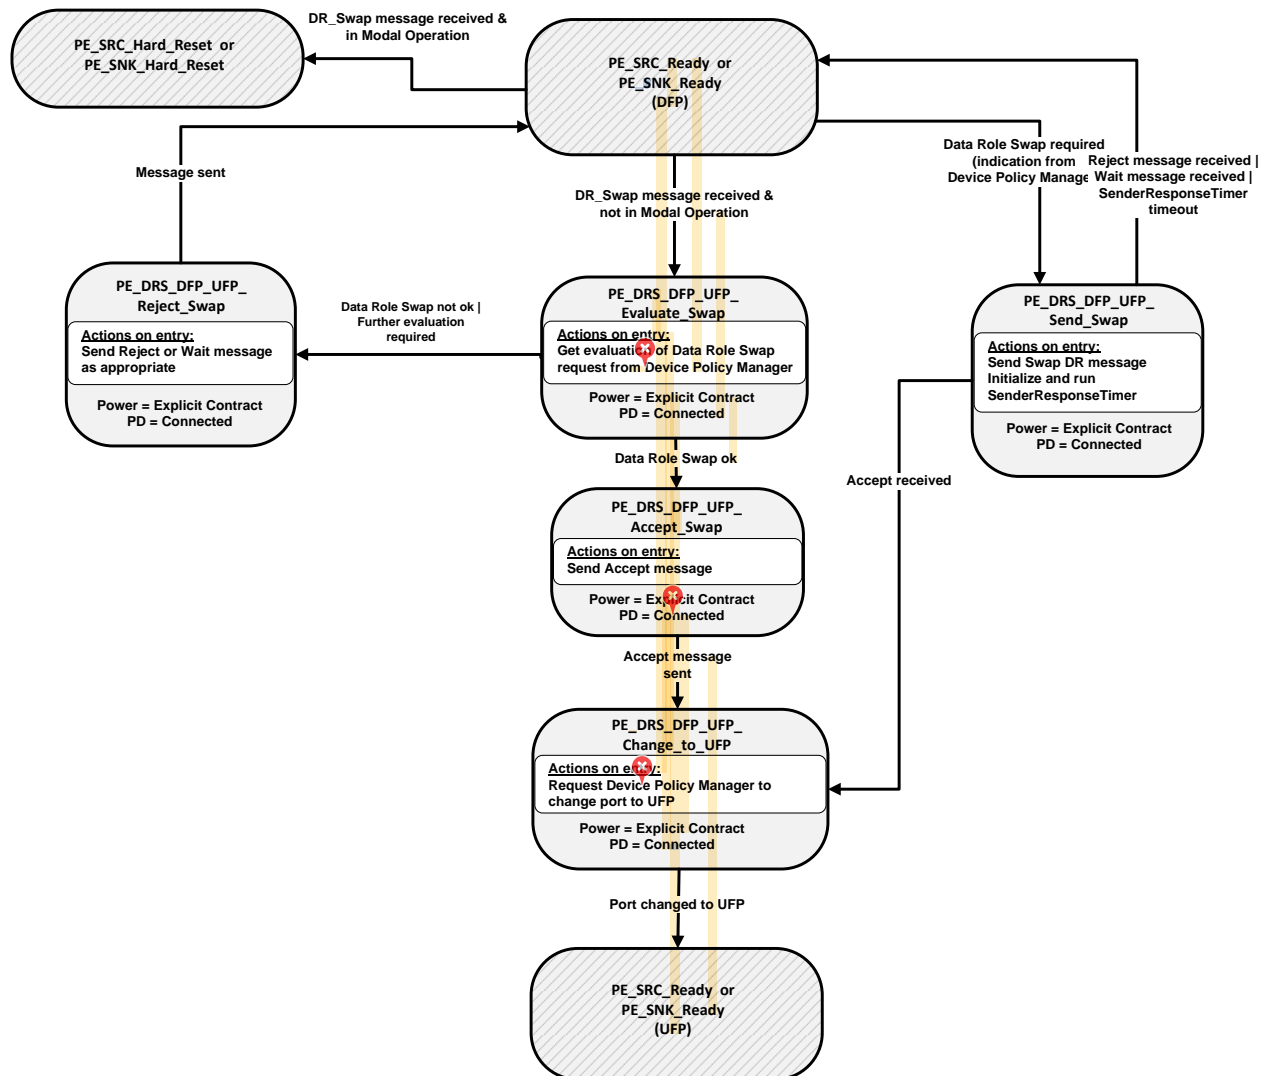 DR_Swap message received &
in Modal Operation
PE_SRC_Hard_Reset or
PE_SNK_Hard_Reset
PE_SRC_Ready or
PE_SNK_Ready
(DFP)
Message sent
DR_Swap message received &
not in Modal Operation
Data Role Swap required
(indication from
Device Policy Manage
Reject message received |
Wait message received |
SenderResponseTimer
timeout
PE_DRS_DFP_UFP_
Reject_Swap
Actions on entry:
Send Reject or Wait message
as appropriate
Power = Explicit Contract
PD = Connected
Data Role Swap not ok |
Further evaluation
required
PE_DRS_DFP_UFP_
Evaluate_Swap
Actions on entry:
Get evaluation of Data Role Swap
request from Device Policy Manager
Power = Explicit Contract
PD = Connected
PE_DRS_DFP_UFP_
Send_Swap
Actions on entry:
Send Swap DR message
Initialize and run
SenderResponseTimer
Power = Explicit Contract
PD = Connected
Data Role Swap ok
Accept received
PE_DRS_DFP_UFP_
Accept_Swap
Actions on entry:
Send Accept message
Power = Explicit Contract
PD = Connected
Accept message
sent
PE_DRS_DFP_UFP_
Change_to_UFP
Actions on entry:
Request Device Policy Manager to
change port to UFP
Power = Explicit Contract
PD = Connected
Port changed to UFP
PE_SRC_Ready or
PE_SNK_Ready
(UFP)